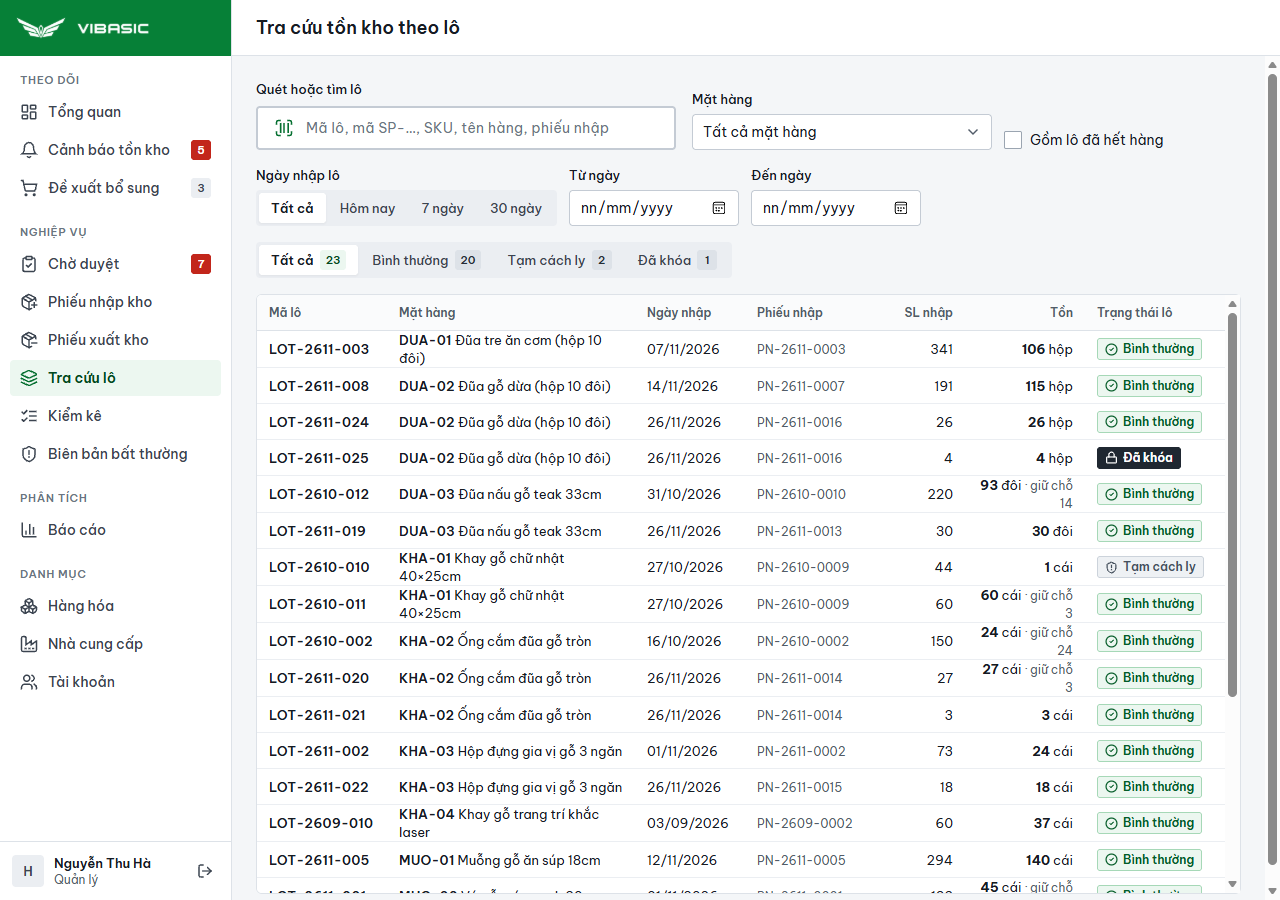 VIBASIC
Tra cứu tồn kho theo lô
THEO DÕI
Tổng quan
Cảnh báo tồn kho 5
Đề xuất bổ sung 3
NGHIỆP VỤ
Chờ duyệt 7
Phiếu nhập kho
Phiếu xuất kho
Tra cứu lô
Kiểm kê
Biên bản bất thường
PHÂN TÍCH
Báo cáo
DANH MỤC
Hàng hóa
Nhà cung cấp
Tài khoản
H
Nguyễn Thu Hà
Quản lý
Quét hoặc tìm lô
Mã lô, mã SP-…, SKU, tên hàng, phiếu nhập
Mặt hàng
Tất cả mặt hàng
Gồm lô đã hết hàng
Ngày nhập lô
Tất cả Hôm nay 7 ngày 30 ngày
Từ ngày
nn/mm/yyyy
Đến ngày
nn/mm/yyyy
Tất cả 23 Bình thường 20 Tạm cách ly 2 Đã khóa 1
Mã lô Mặt hàng Ngày nhập Phiếu nhập SL nhập Tồn Trạng thái lô
LOT-2611-003 DUA-01 Đũa tre ăn cơm (hộp 10
đôi) 07/11/2026 PN-2611-0003 341 106 hộp Bình thường
LOT-2611-008 DUA-02 Đũa gỗ dừa (hộp 10 đôi) 14/11/2026 PN-2611-0007 191 115 hộp Bình thường
LOT-2611-024 DUA-02 Đũa gỗ dừa (hộp 10 đôi) 26/11/2026 PN-2611-0016 26 26 hộp Bình thường
LOT-2611-025 DUA-02 Đũa gỗ dừa (hộp 10 đôi) 26/11/2026 PN-2611-0016 4 4 hộp Đã khóa
LOT-2610-012 DUA-03 Đũa nấu gỗ teak 33cm 31/10/2026 PN-2610-0010 220 93 đôi · giữ chỗ
14 Bình thường
LOT-2611-019 DUA-03 Đũa nấu gỗ teak 33cm 26/11/2026 PN-2611-0013 30 30 đôi Bình thường
LOT-2610-010 KHA-01 Khay gỗ chữ nhật
40×25cm 27/10/2026 PN-2610-0009 44 1 cái Tạm cách ly
LOT-2610-011 KHA-01 Khay gỗ chữ nhật
40×25cm 27/10/2026 PN-2610-0009 60 60 cái · giữ chỗ
3 Bình thường
LOT-2610-002 KHA-02 Ống cắm đũa gỗ tròn 16/10/2026 PN-2610-0002 150 24 cái · giữ chỗ
24 Bình thường
LOT-2611-020 KHA-02 Ống cắm đũa gỗ tròn 26/11/2026 PN-2611-0014 27 27 cái · giữ chỗ
3 Bình thường
LOT-2611-021 KHA-02 Ống cắm đũa gỗ tròn 26/11/2026 PN-2611-0014 3 3 cái Bình thường
LOT-2611-002 KHA-03 Hộp đựng gia vị gỗ 3 ngăn 01/11/2026 PN-2611-0002 73 24 cái Bình thường
LOT-2611-022 KHA-03 Hộp đựng gia vị gỗ 3 ngăn 26/11/2026 PN-2611-0015 18 18 cái Bình thường
LOT-2609-010 KHA-04 Khay gỗ trang trí khắc
laser 03/09/2026 PN-2609-0002 60 37 cái Bình thường
LOT-2611-005 MUO-01 Muỗng gỗ ăn súp 18cm 12/11/2026 PN-2611-0005 294 140 cái Bình thường
45 cái · giữ chỗ